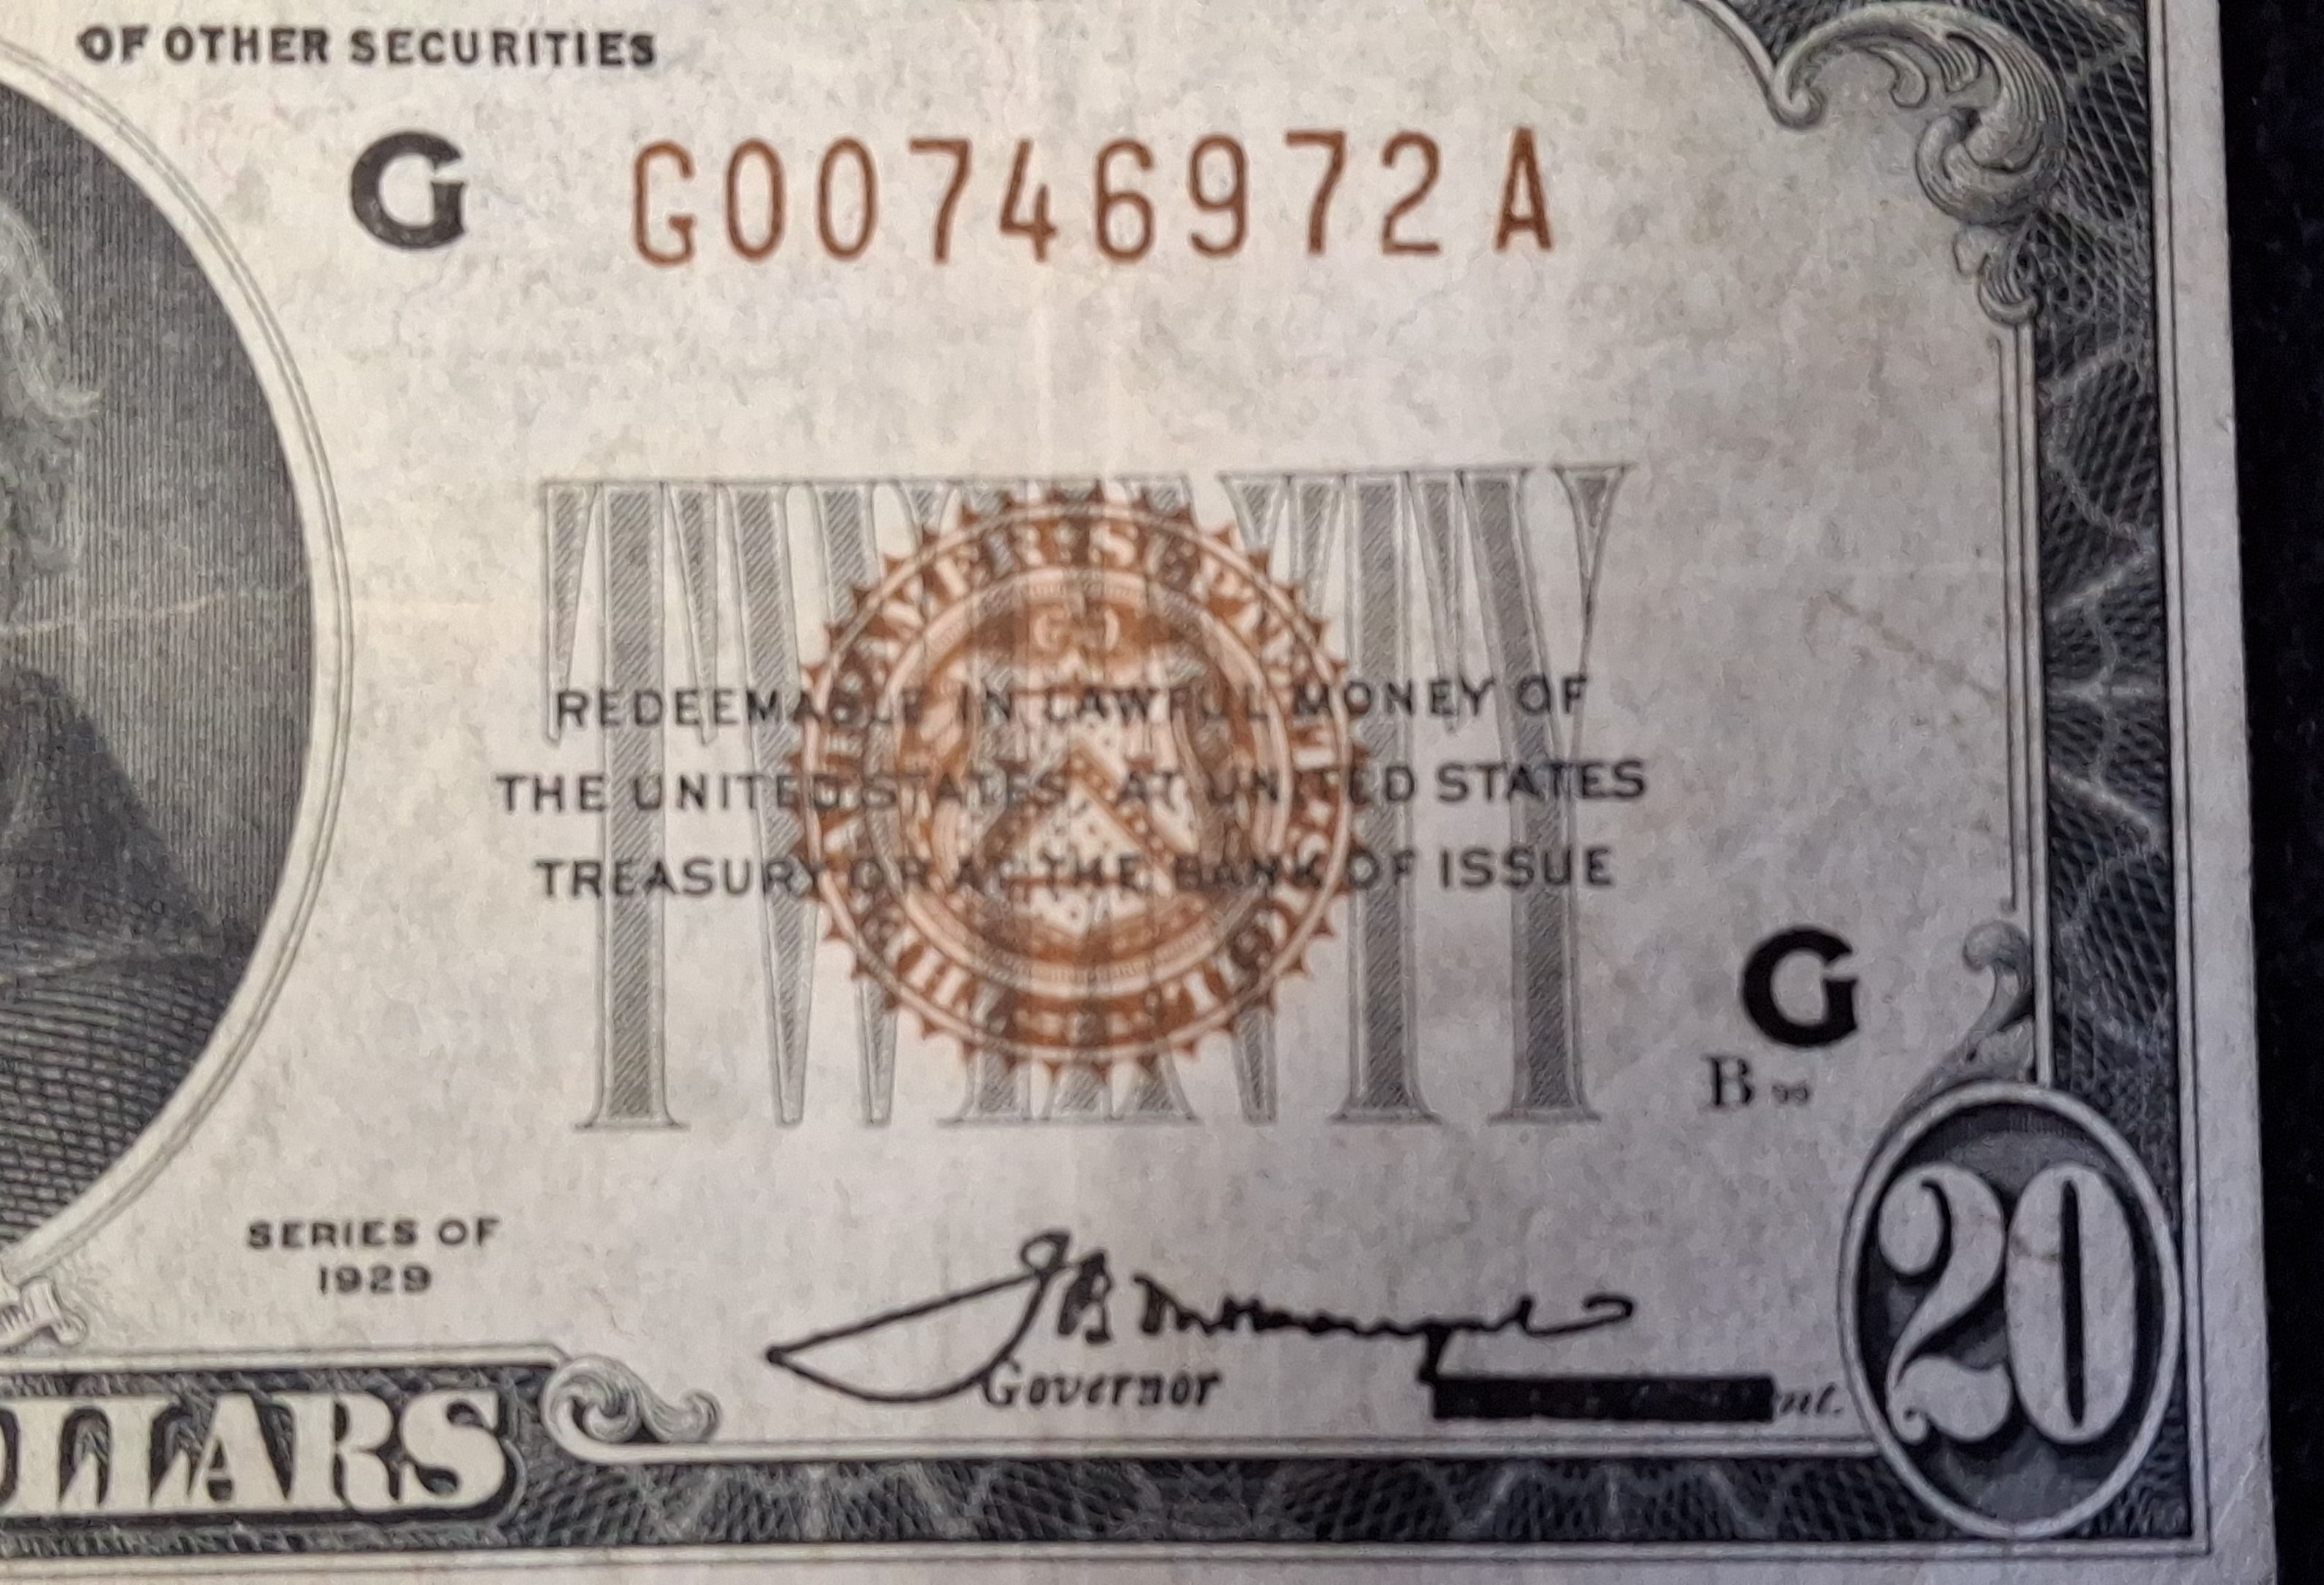 OF OTHER SECURITIES
G G00746972A
TWENTY
REDEEMABLE IN LAWFUL MONEY OF
THE UNITED STATES AT UNITED STATES
TREASURY OR AT THE BANK OF ISSUE
G
B
SERIES OF
1929
Governor
20
DOLLARS